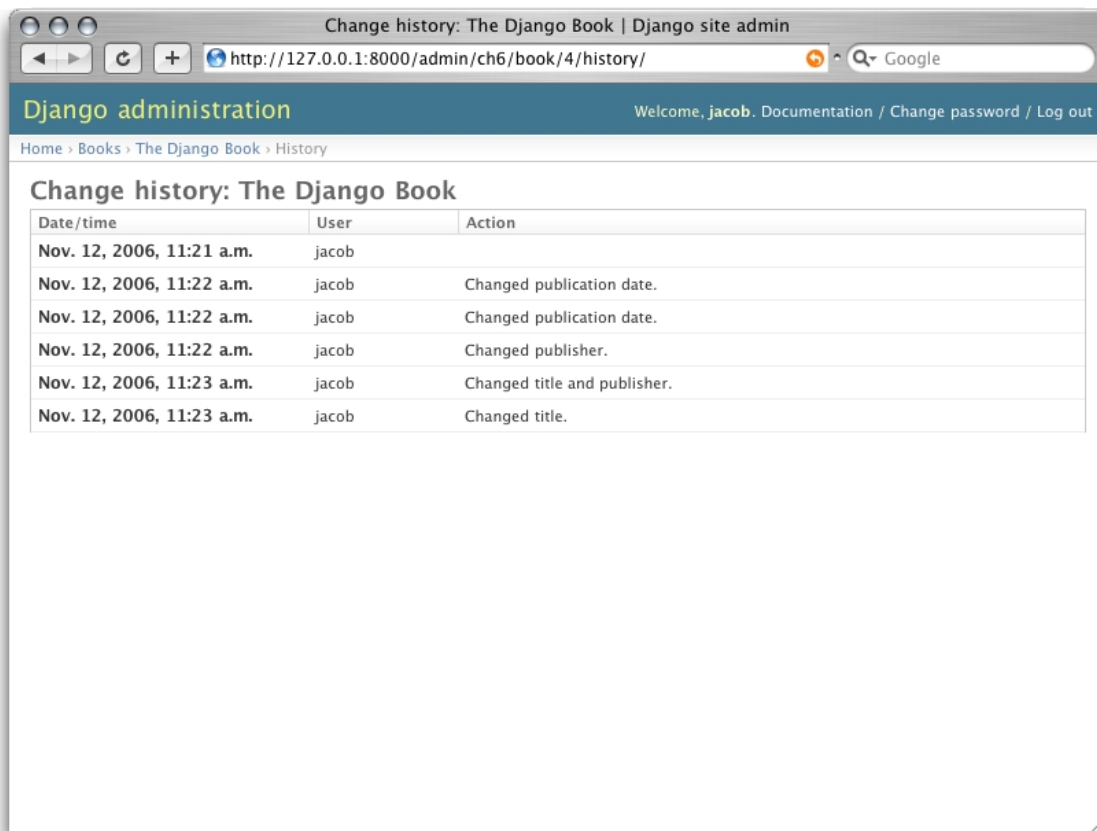 Change history: The Django Book | Django site admin
http://127.0.0.1:8000/admin/ch6/book/4/history/ Google
Django administration Welcome, jacob. Documentation / Change password / Log out
Home › Books › The Django Book › History
Change history: The Django Book
Date/time User Action
Nov. 12, 2006, 11:21 a.m. jacob
Nov. 12, 2006, 11:22 a.m. jacob Changed publication date.
Nov. 12, 2006, 11:22 a.m. jacob Changed publication date.
Nov. 12, 2006, 11:22 a.m. jacob Changed publisher.
Nov. 12, 2006, 11:23 a.m. jacob Changed title and publisher.
Nov. 12, 2006, 11:23 a.m. jacob Changed title.